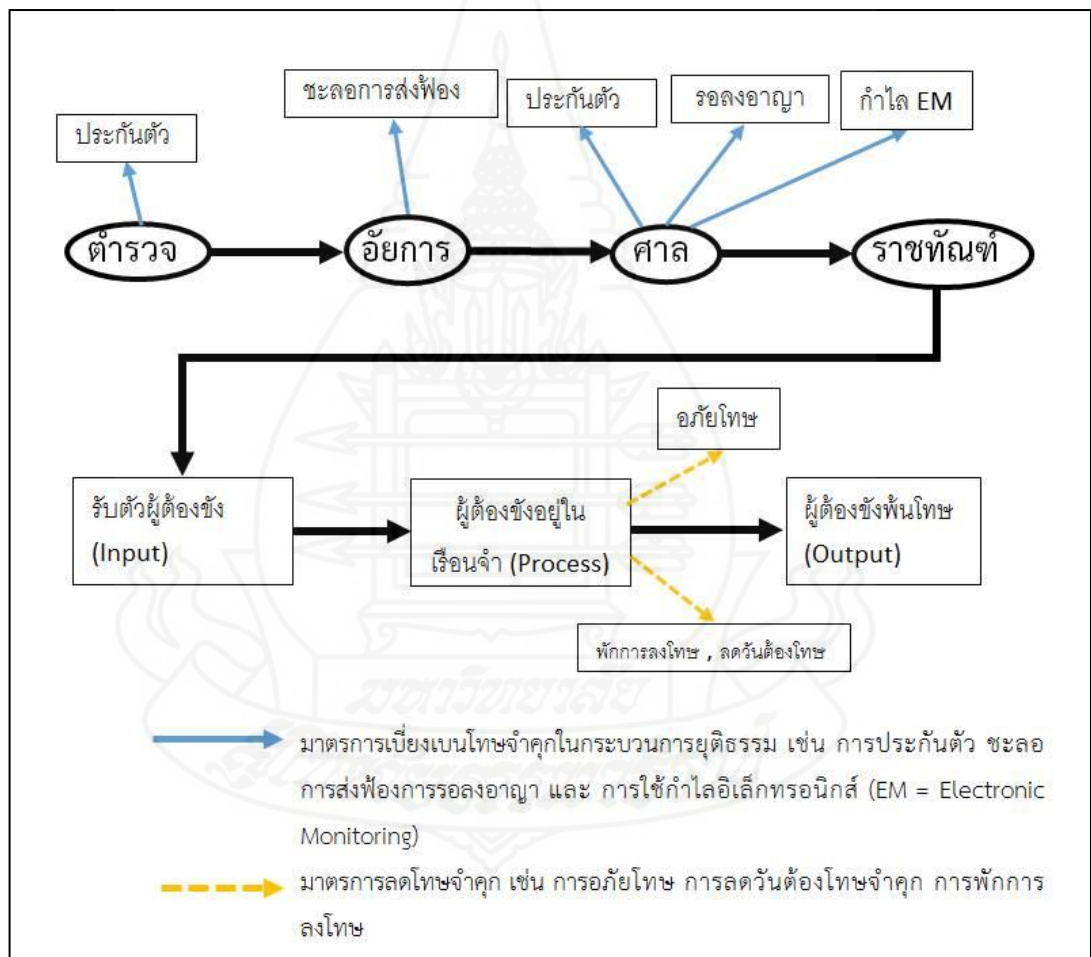 ชะลอการส่งฟ้อง
ประกันตัว
รอลงอาญา
กำไล EM
ประกันตัว
ตำรวจ
อัยการ
ศาล
ราชทัณฑ์
อภัยโทษ
รับตัวผู้ต้องขัง
(Input)
ผู้ต้องขังอยู่ใน
เรือนจำ (Process)
ผู้ต้องขังพ้นโทษ
(Output)
พักการลงโทษ , ลดวันต้องโทษ
มหาวิทยาลัย
มาตรการเบี่ยงเบนโทษจำคุกในกระบวนการยุติธรรม เช่น การประกันตัว ชะลอ
การส่งฟ้องการรอลงอาญา และ การใช้กำไลอิเล็กทรอนิกส์ (EM = Electronic
Monitoring)
มาตรการลดโทษจำคุก เช่น การอภัยโทษ การลดวันต้องโทษจำคุก การพักการ
ลงโทษ